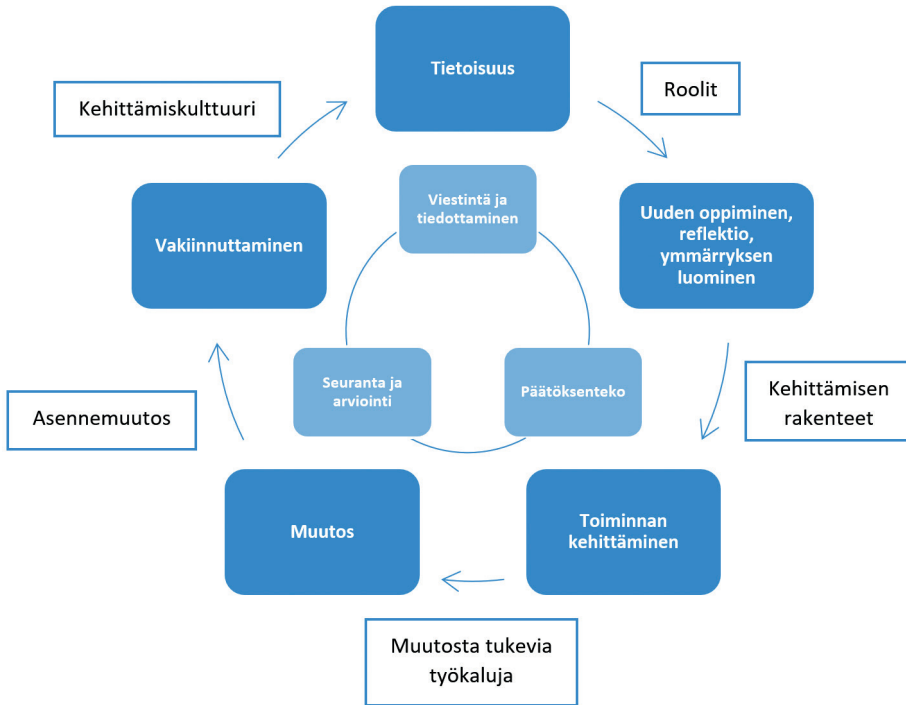 Tietoisuus
Roolit
Kehittämiskulttuuri
Viestintä ja
tiedottaminen
Uuden oppiminen,
reflektio,
ymmärryksen
luominen
Vakiinnuttaminen
Seuranta ja
arviointi
Päätöksenteko
Kehittämisen
rakenteet
Asennemuutos
Muutos
Toiminnan
kehittäminen
Muutosta tukevia
työkaluja